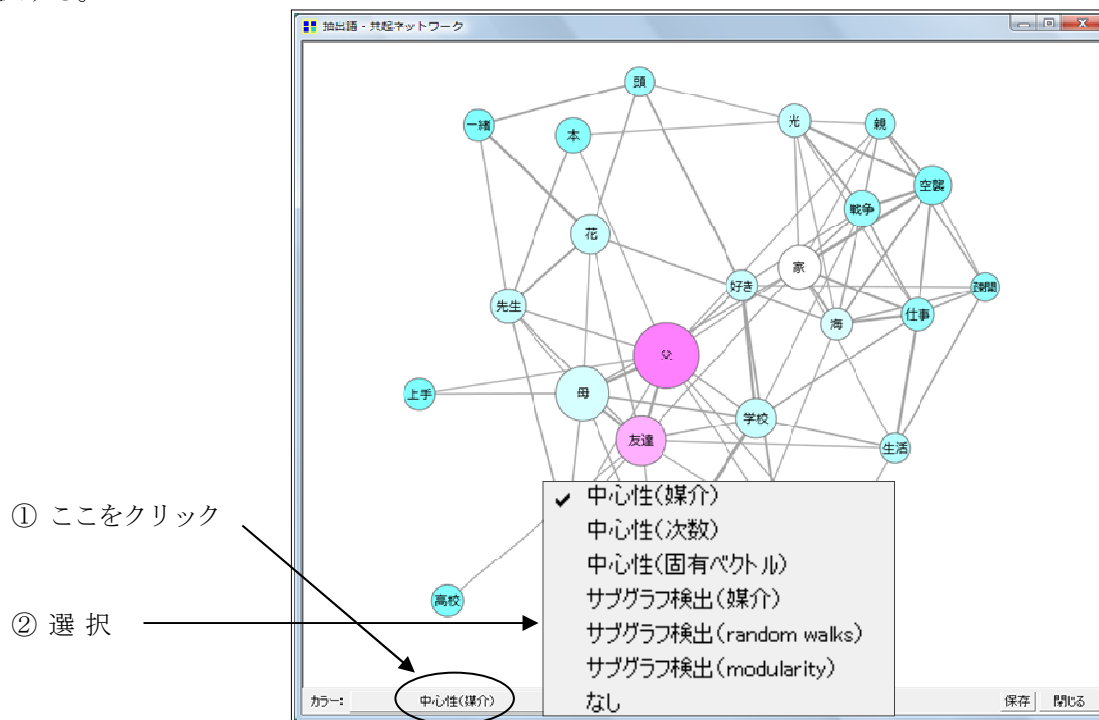 抽出語 - 共起ネットワーク
頭
一緒
本
光
親
空襲
戦争
花
家
好き
疎開
先生
海
仕事
父
母
上手
学校
友達
生活
高校
① ここをクリック
② 選 択
✔ 中心性(媒介)
中心性(次数)
中心性(固有ベクトル)
サブグラフ検出(媒介)
サブグラフ検出(random walks)
サブグラフ検出(modularity)
なし
カラー: 中心性(媒介) 保存 閉じる